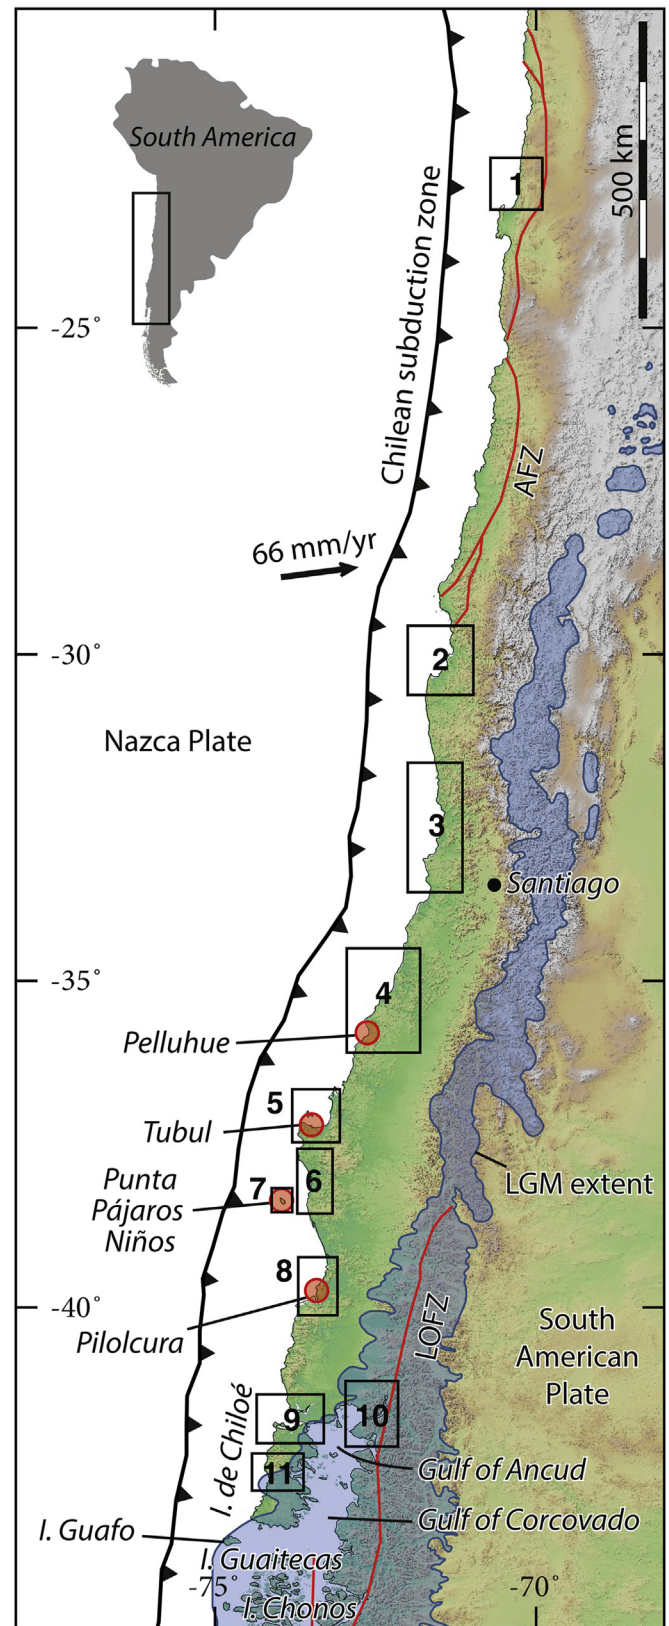 South America
1
500 km
Chilean subduction zone
-25°
AFZ
66 mm/yr
-30°
2
Nazca Plate
3
Santiago
-35°
4
Pelluhue
5
Tubul
6
LGM extent
7
Punta
Pájaros
Niños
8
-40°
LOFZ
South
American
Plate
Pilolcura
9
10
I. de Chiloé
11
Gulf of Ancud
I. Guafo
Gulf of Corcovado
I. Guaitecas
-75°
-70°
I. Chonos